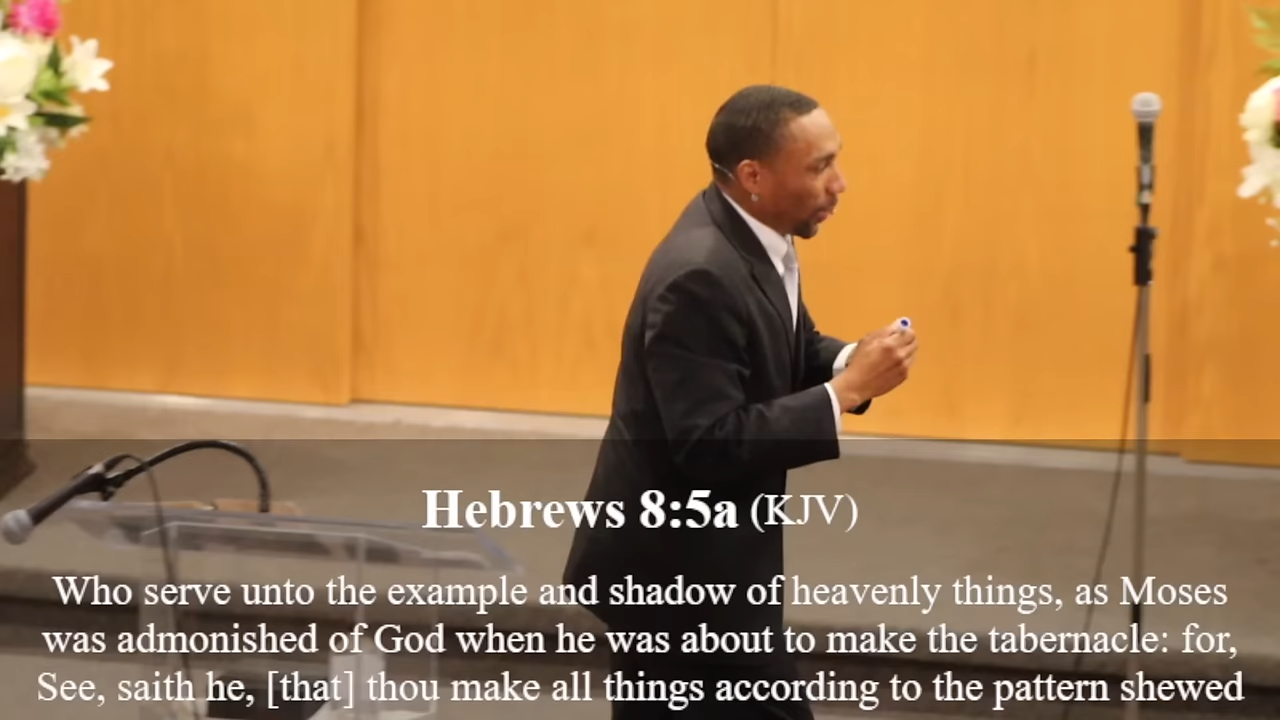 Hebrews 8:5a (KJV)
Who serve unto the example and shadow of heavenly things, as Moses
was admonished of God when he was about to make the tabernacle: for,
See, saith he, [that] thou make all things according to the pattern shewed